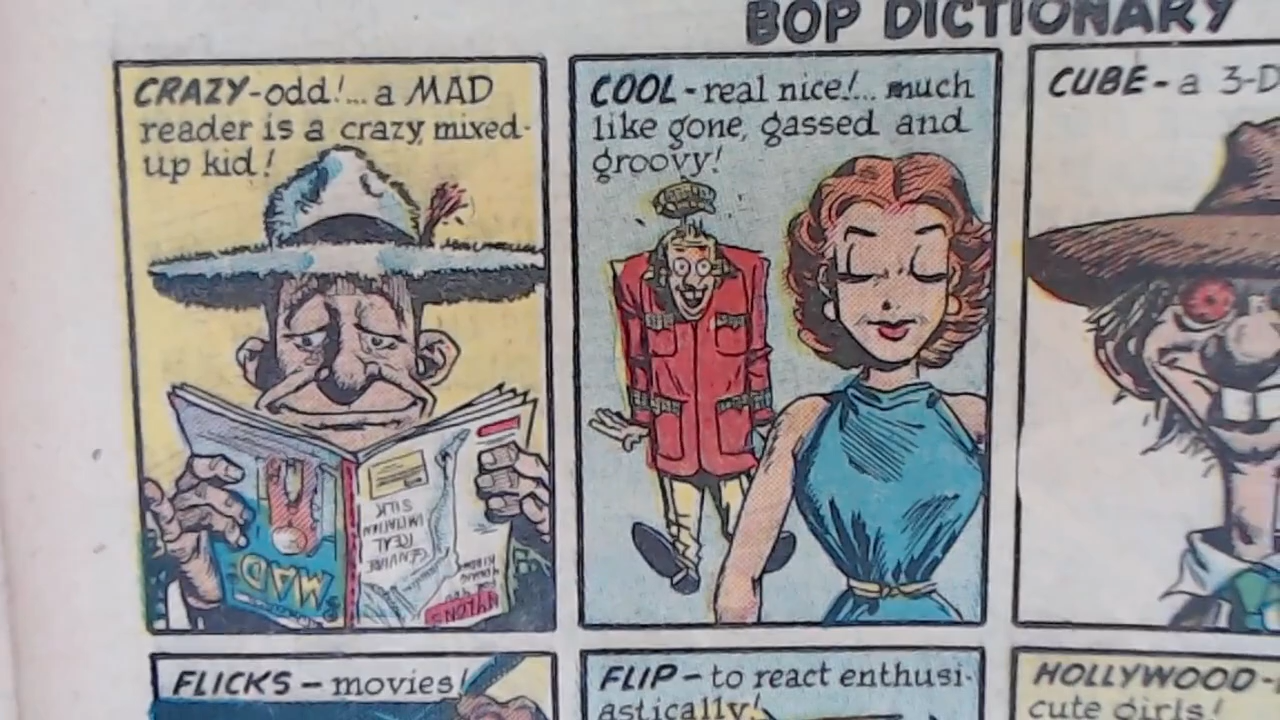 BOP DICTIONARY
CRAZY-odd!... a MAD
reader is a crazy, mixed-
up kid!
COOL - real nice!... much
like gone, gassed and
groovy!
CUBE - a 3-D
MAD
SILK
IMITATION
REAL
GENUINE
NYLONS
FLICKS - movies!
FLIP - to react enthusi-
astically!
HOLLYWOOD -
cute girls!